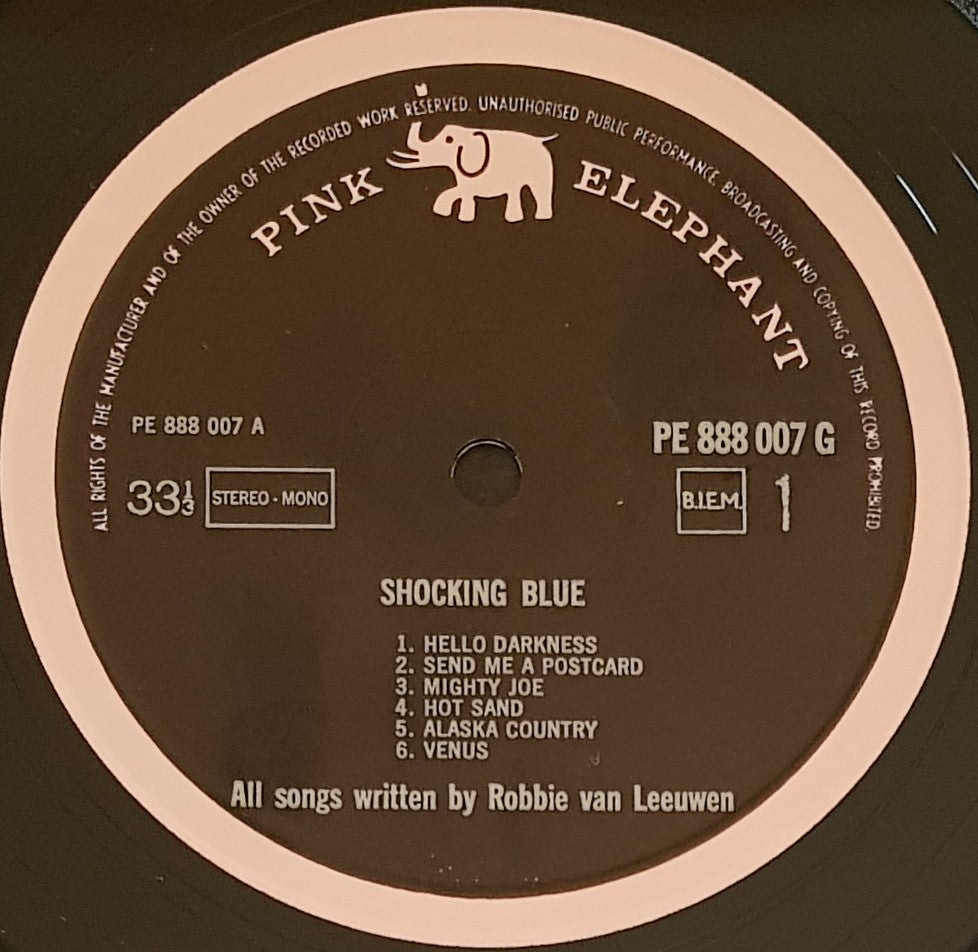 ALL RIGHTS OF THE MANUFACTURER AND OF THE OWNER OF THE RECORDED WORK RESERVED. UNAUTHORISED PUBLIC PERFORMANCE, BROADCASTING AND COPYING OF THIS RECORD PROHIBITED.
PINK ELEPHANT
PE 888 007 A
PE 888 007 G
33⅓ STEREO - MONO
B.I.E.M. 1
SHOCKING BLUE
1. HELLO DARKNESS
2. SEND ME A POSTCARD
3. MIGHTY JOE
4. HOT SAND
5. ALASKA COUNTRY
6. VENUS
All songs written by Robbie van Leeuwen